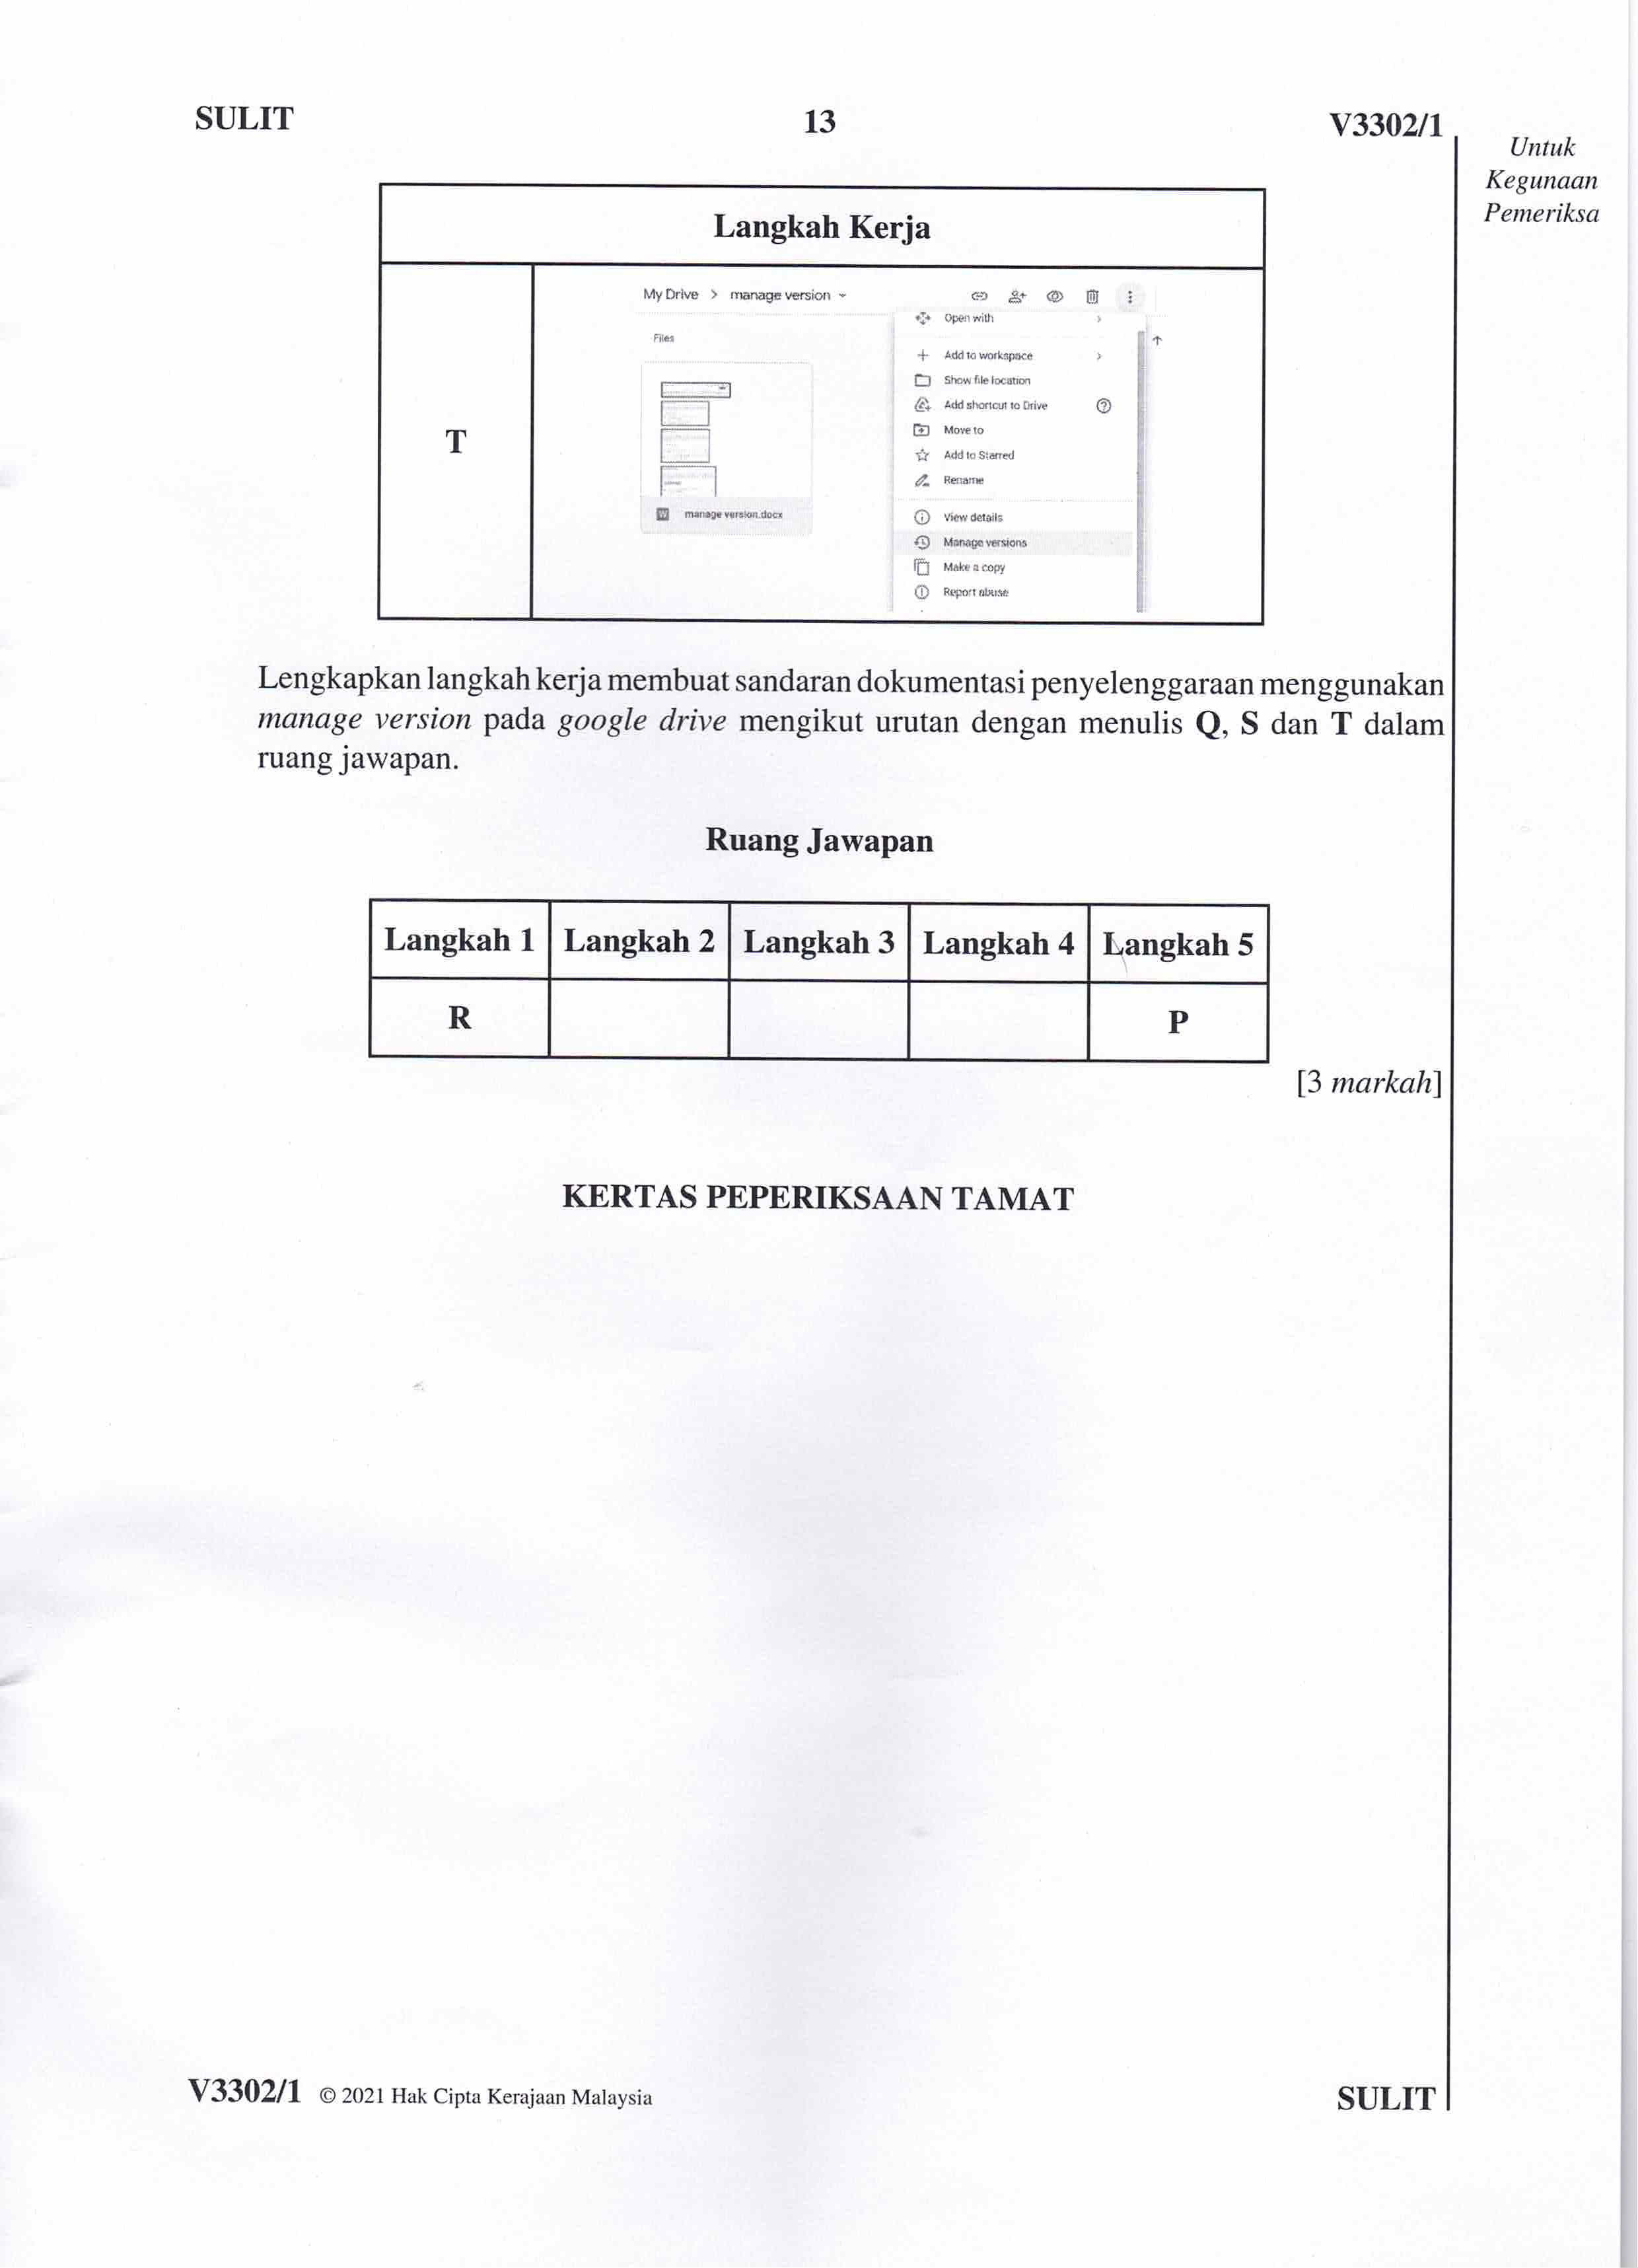 SULIT
13
V3302/1
Untuk
Kegunaan
Pemeriksa
Langkah Kerja
T
My Drive > manage version
Files
manage version.docx
Open with
Add to workspace
Show file location
Add shortcut to Drive
Move to
Add to Starred
Rename
View details
Manage versions
Make a copy
Report abuse
Lengkapkan langkah kerja membuat sandaran dokumentasi penyelenggaraan menggunakan
manage version pada google drive mengikut urutan dengan menulis Q, S dan T dalam
ruang jawapan.
Ruang Jawapan
Langkah 1 Langkah 2 Langkah 3 Langkah 4 Langkah 5
R P
[3 markah]
KERTAS PEPERIKSAAN TAMAT
V3302/1 © 2021 Hak Cipta Kerajaan Malaysia
SULIT